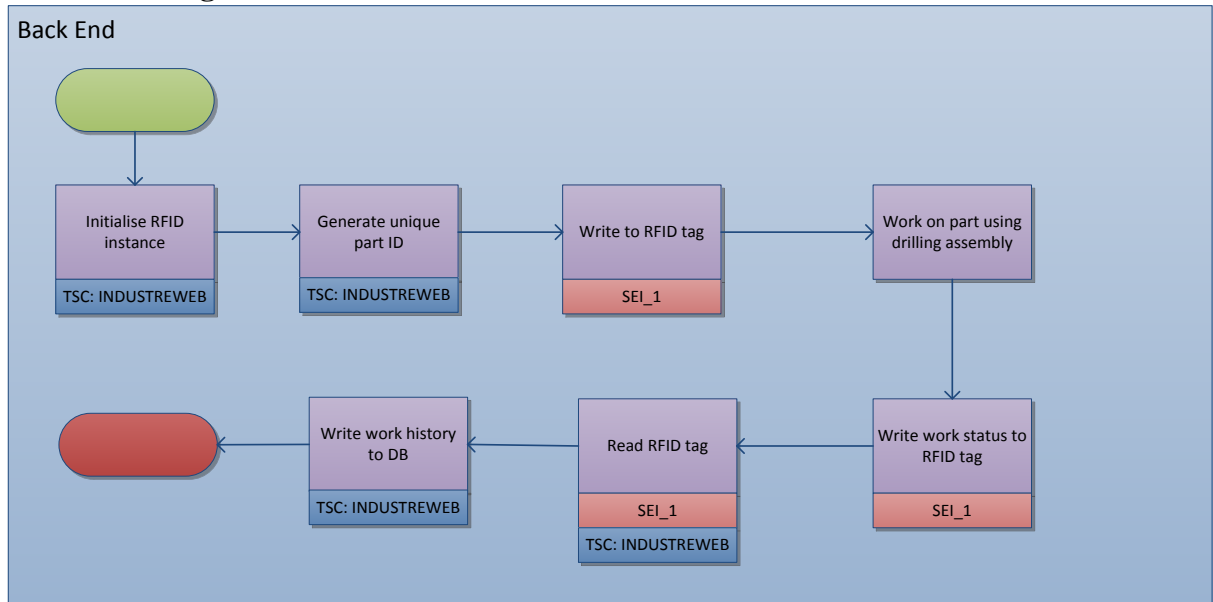 Back End
Initialise RFID
instance
TSC: INDUSTREWEB
Generate unique
part ID
TSC: INDUSTREWEB
Write to RFID tag
SEI_1
Work on part using
drilling assembly
Write work history
to DB
TSC: INDUSTREWEB
Read RFID tag
SEI_1
TSC: INDUSTREWEB
Write work status to
RFID tag
SEI_1